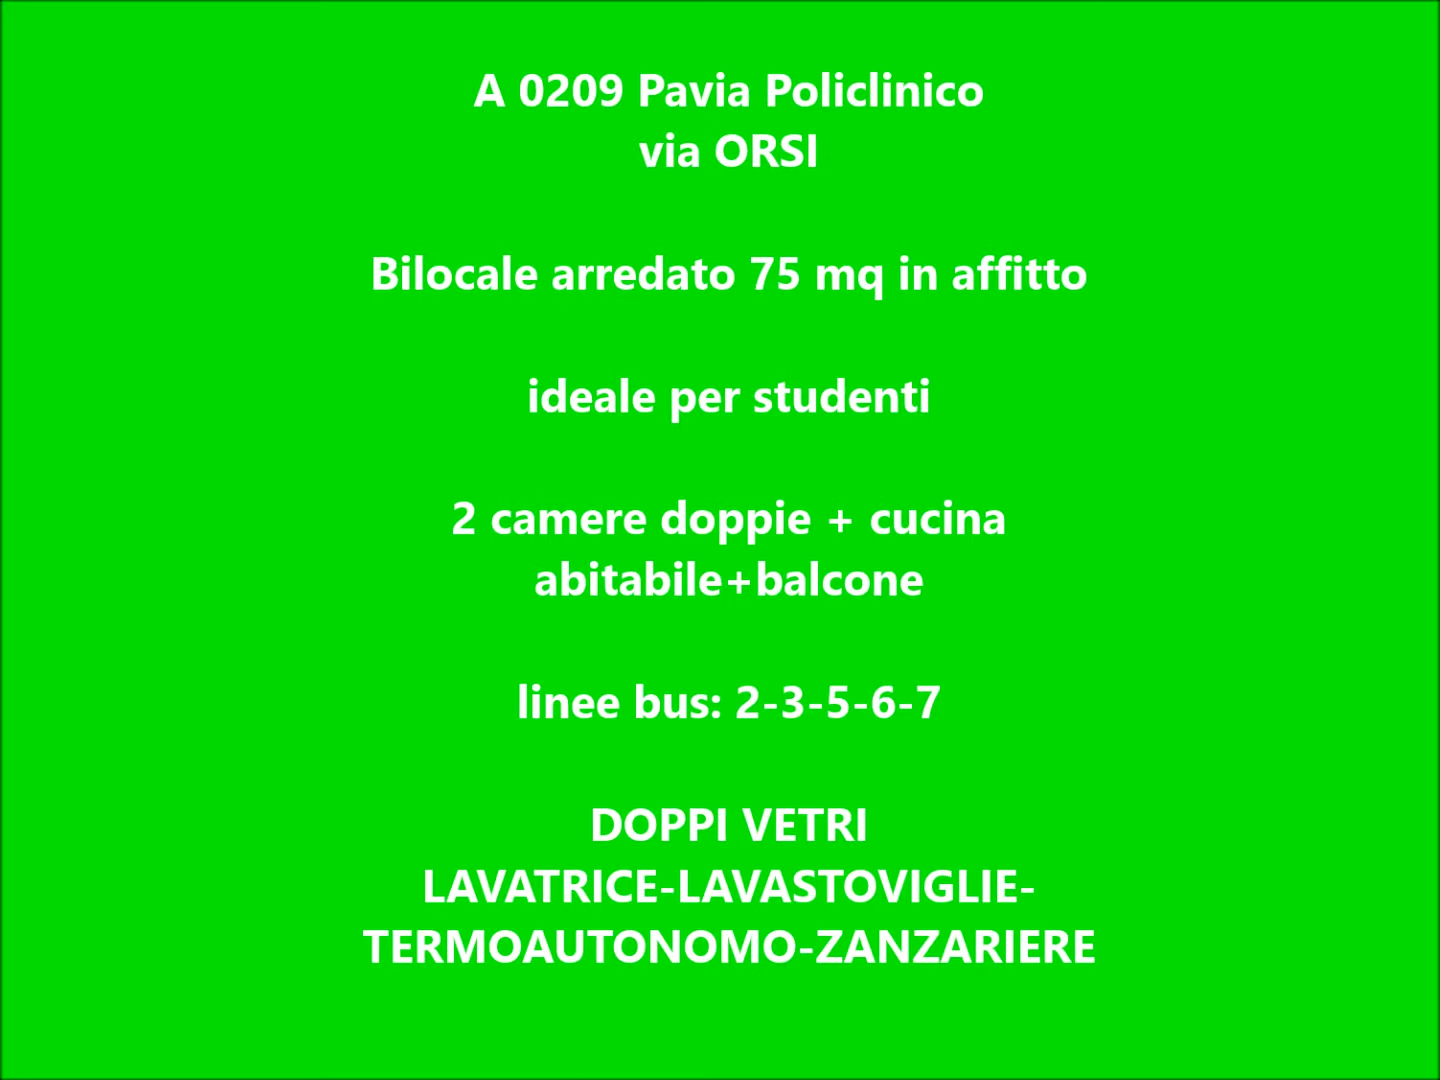 A 0209 Pavia Policlinico
via ORSI
Bilocale arredato 75 mq in affitto
ideale per studenti
2 camere doppie + cucina
abitabile+balcone
linee bus: 2-3-5-6-7
DOPPI VETRI
LAVATRICE-LAVASTOVIGLIE-
TERMOAUTONOMO-ZANZARIERE